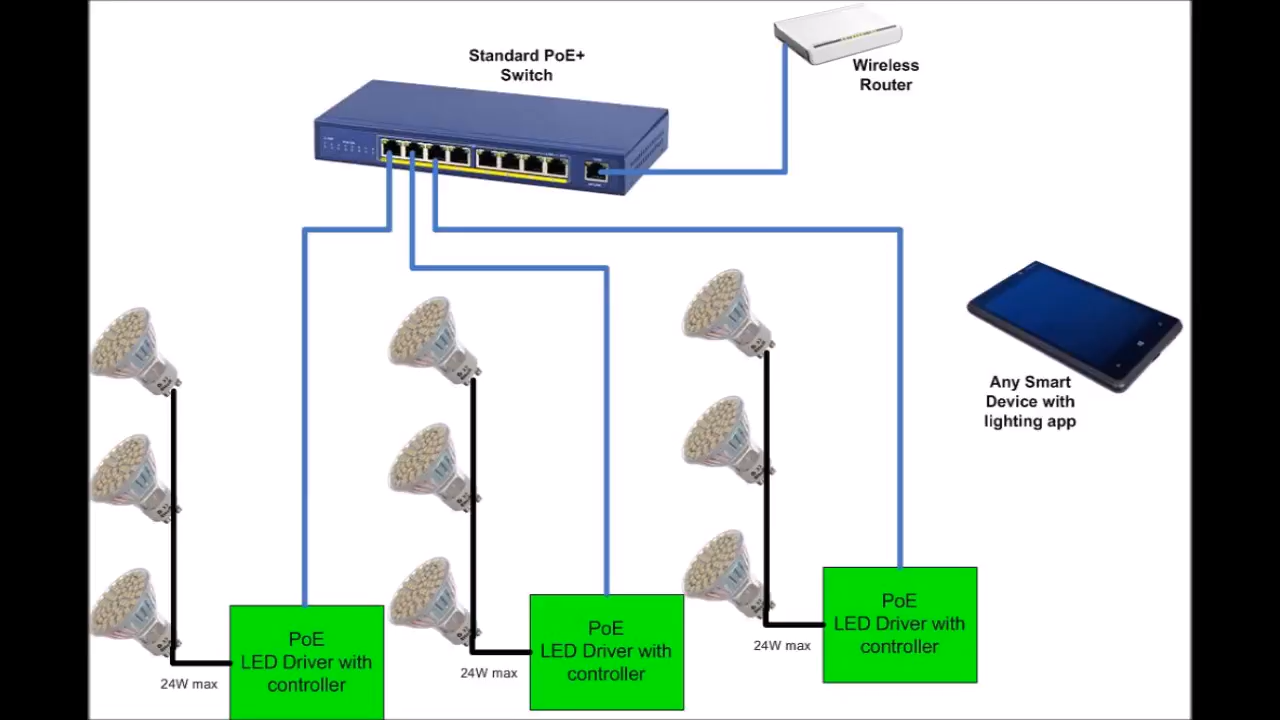 Standard PoE+
Switch
Wireless
Router
Any Smart
Device with
lighting app
PoE
LED Driver with
controller
24W max
PoE
LED Driver with
controller
24W max
PoE
LED Driver with
controller
24W max